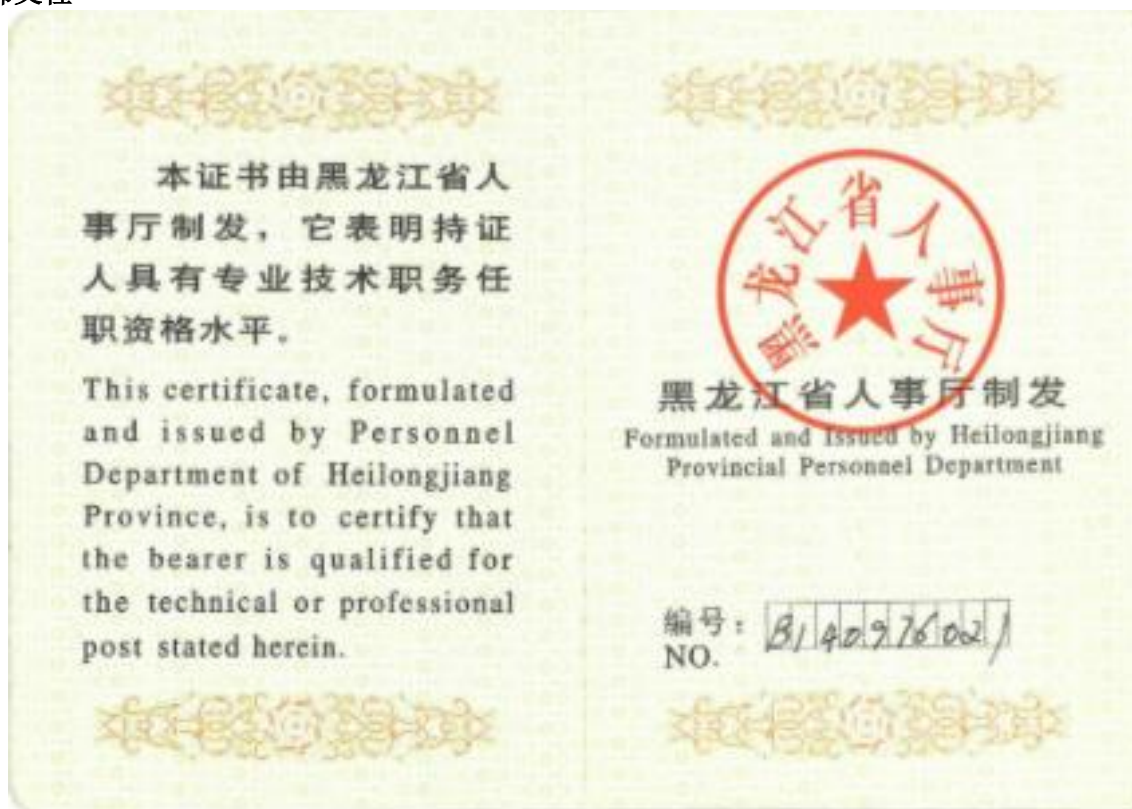 本证书由黑龙江省人
事厅制发，它表明持证
人具有专业技术职务任
职资格水平。
This certificate, formulated
and issued by Personnel
Department of Heilongjiang
Province, is to certify that
the bearer is qualified for
the technical or professional
post stated herein.
黑龙江省人事厅
黑龙江省人事厅制发
Formulated and Issued by Heilongjiang
Provincial Personnel Department
编号：B140976021
NO.